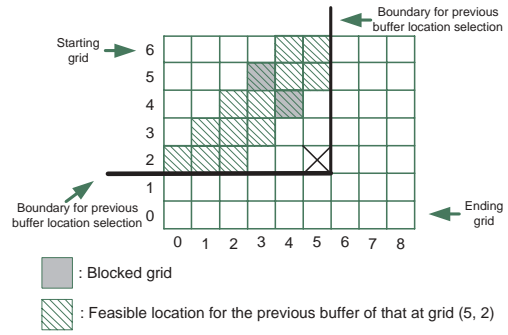 Boundary for previous
buffer location selection
Starting
grid
6
5
4
3
2
1
0
Boundary for previous
buffer location selection
Ending
grid
0 1 2 3 4 5 6 7 8
: Blocked grid
: Feasible location for the previous buffer of that at grid (5, 2)